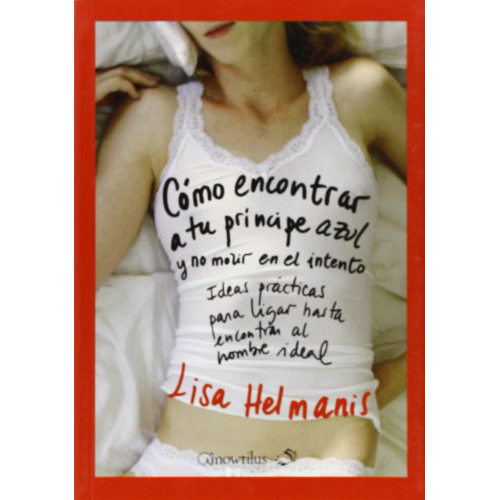 Cómo encontrar
a tu príncipe azul
y no morir en el intento
Ideas prácticas
para ligar hasta
encontrar al
hombre ideal
Lisa Helmanis
nowtilus